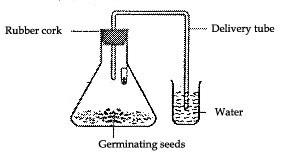 Rubber cork
Delivery tube
Water
Germinating seeds